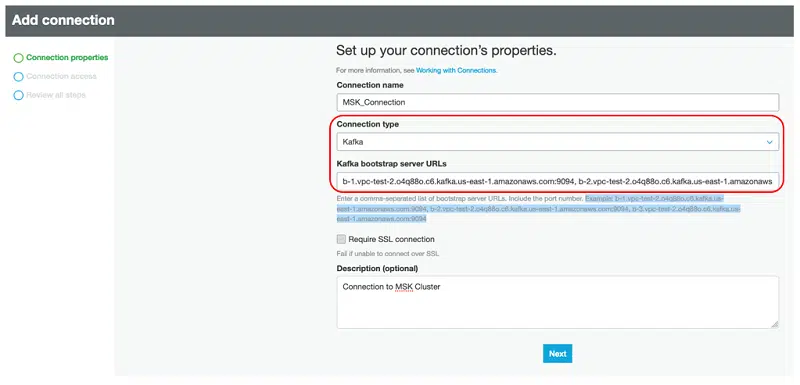 Add connection
Connection properties
Connection access
Review all steps
Set up your connection's properties.
For more information, see Working with Connections.
Connection name
MSK_Connection
Connection type
Kafka
Kafka bootstrap server URLs
b-1.vpc-test-2.o4q88o.c6.kafka.us-east-1.amazonaws.com:9094, b-2.vpc-test-2.o4q88o.c6.kafka.us-east-1.amazonaws
Enter a comma-separated list of bootstrap server URLs. Include the port number. Example: b-1.vpc-test-2.o4q88o.c6.kafka.us-
east-1.amazonaws.com:9094, b-2.vpc-test-2.o4q88o.c6.kafka.us-east-1.amazonaws.com:9094, b-3.vpc-test-2.o4q88o.c6.kafka.us-
east-1.amazonaws.com:9094
Require SSL connection
Fail if unable to connect over SSL
Description (optional)
Connection to MSK Cluster
Next